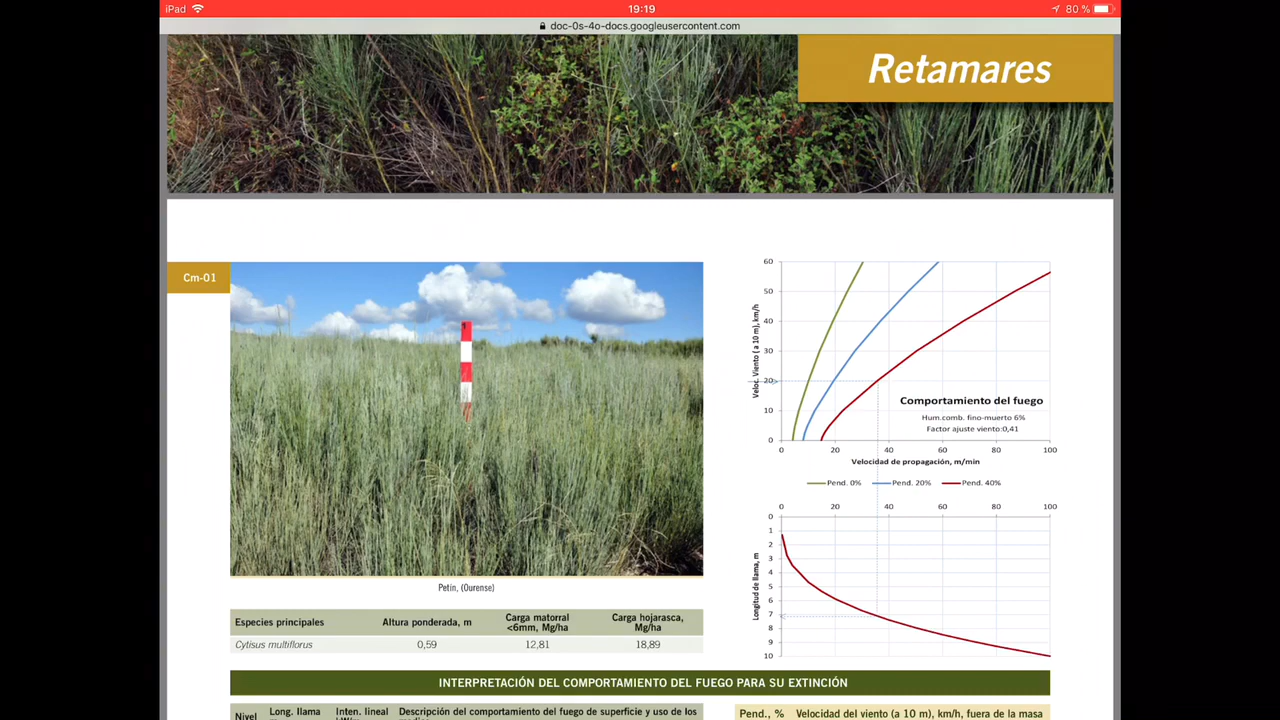 iPad 19:19 80 %
doc-0s-4o-docs.googleusercontent.com
Retamares
Cm-01
1
Petín, (Ourense)
Especies principales Altura ponderada, m Carga matorral <6mm, Mg/ha Carga hojarasca, Mg/ha
Cytisus multiflorus 0,59 12,81 18,89
60
50
40
30
20
10
0
Veloc. Viento ( a 10 m), km/h
Comportamiento del fuego
Hum.comb. fino-muerto 6%
Factor ajuste viento:0,41
0 20 40 60 80 100
Velocidad de propagación, m/min
Pend. 0% Pend. 20% Pend. 40%
0 20 40 60 80 100
0
1
2
3
4
5
6
7
8
9
10
Longitud de llama, m
INTERPRETACIÓN DEL COMPORTAMIENTO DEL FUEGO PARA SU EXTINCIÓN
Nivel Long. llama Inten. lineal Descripción del comportamiento del fuego de superficie y uso de los
Pend., % Velocidad del viento (a 10 m), km/h, fuera de la masa